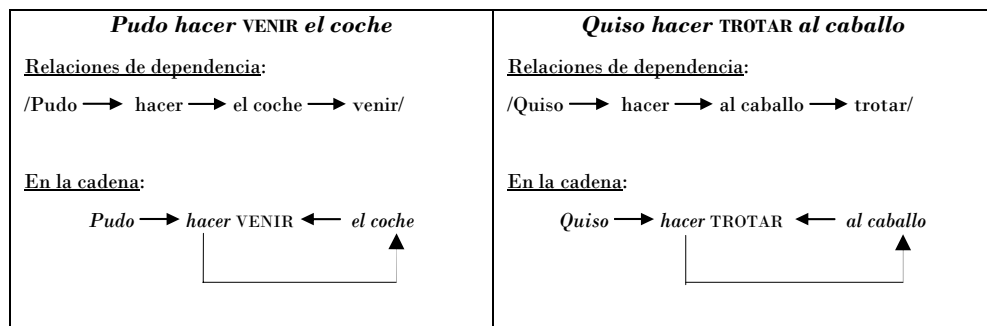 Pudo hacer VENIR el coche
Relaciones de dependencia:
/Pudo → hacer → el coche → venir/
En la cadena:
Pudo → hacer VENIR ← el coche
Quiso hacer TROTAR al caballo
Relaciones de dependencia:
/Quiso → hacer → al caballo → trotar/
En la cadena:
Quiso → hacer TROTAR ← al caballo